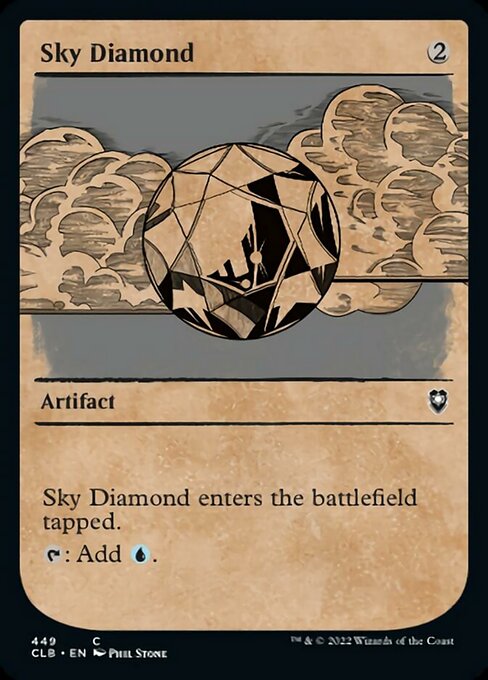 Sky Diamond 2
Artifact
Sky Diamond enters the battlefield
tapped.
: Add .
449 C
CLB • EN Phil Stone
™ & © 2022 Wizards of the Coast